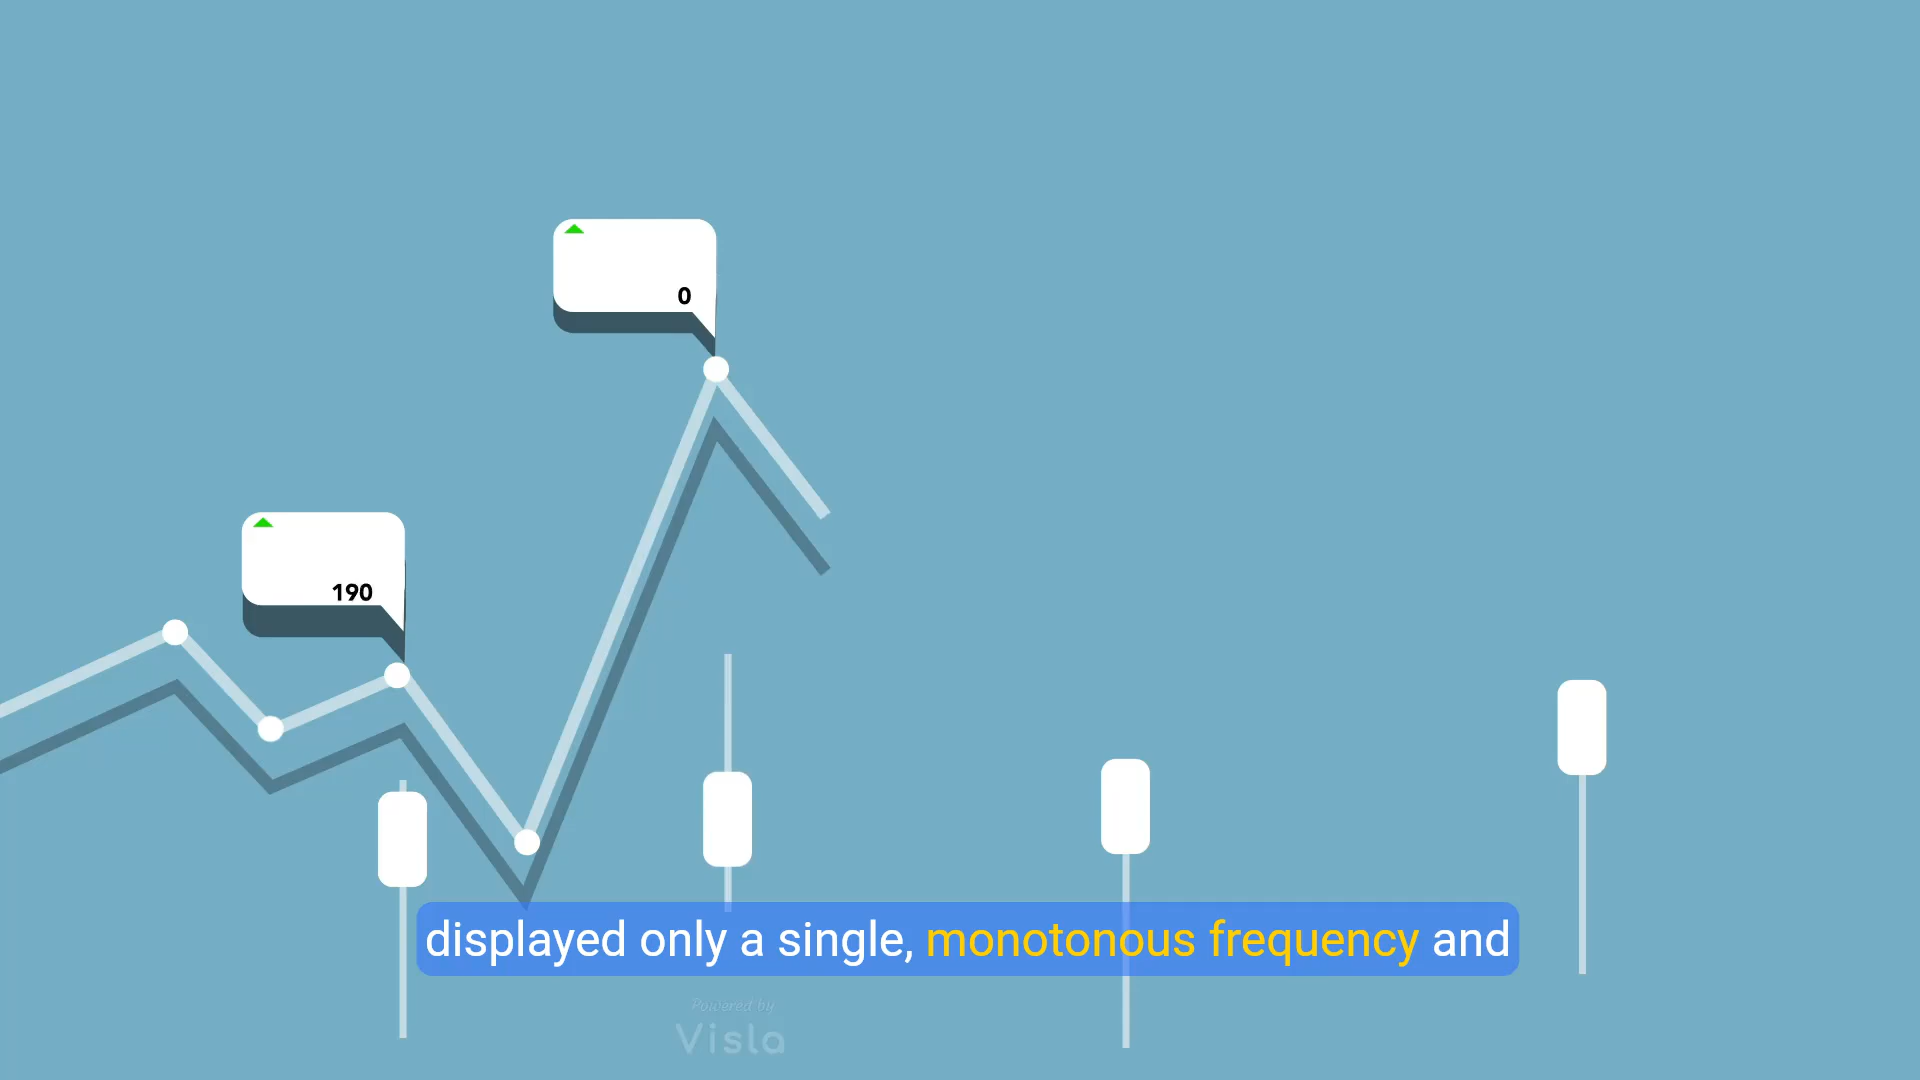 0
190
displayed only a single, monotonous frequency and
Powered by
Visla